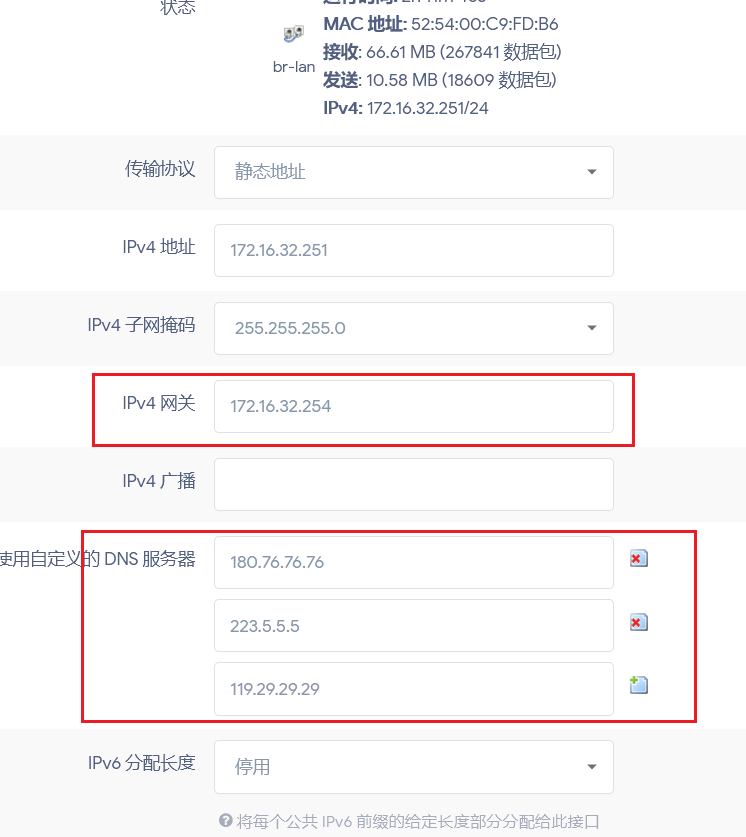 状态
MAC 地址: 52:54:00:C9:FD:B6
接收: 66.61 MB (267841 数据包)
br-lan
发送: 10.58 MB (18609 数据包)
IPv4: 172.16.32.251/24
传输协议
静态地址
IPv4 地址
172.16.32.251
IPv4 子网掩码
255.255.255.0
IPv4 网关
172.16.32.254
IPv4 广播
使用自定义的 DNS 服务器
180.76.76.76
223.5.5.5
119.29.29.29
IPv6 分配长度
停用
将每个公共 IPv6 前缀的给定长度部分分配给此接口